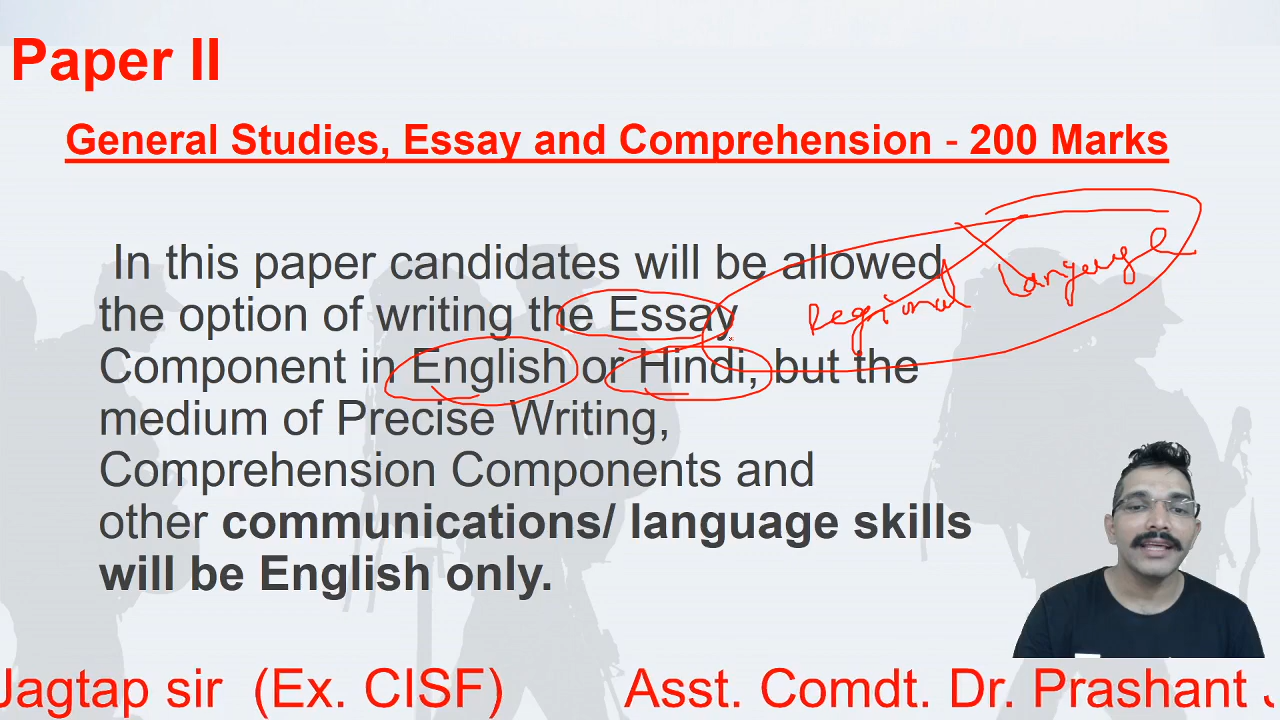 Paper II
General Studies, Essay and Comprehension - 200 Marks
In this paper candidates will be allowed
the option of writing the Essay
Regional Language
Component in English or Hindi, but the
medium of Precise Writing,
Comprehension Components and
other communications/ language skills
will be English only.
Jagtap sir (Ex. CISF) Asst. Comdt. Dr. Prashant J